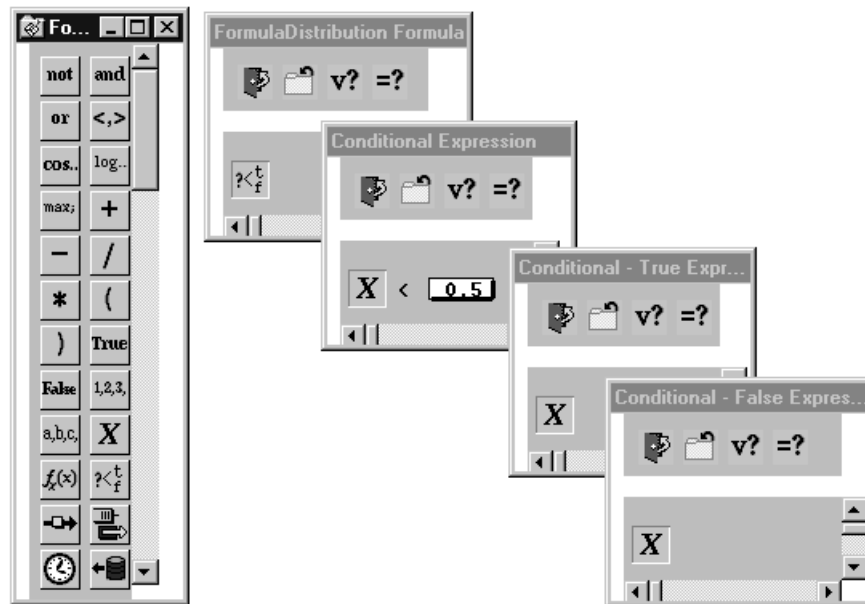 Fo...
not and
or <,>
cos.. log..
max; +
− /
* (
) True
False 1,2,3,
a,b,c, X
fx(x) ?<t f
FormulaDistribution Formula
v? =?
?<t f
Conditional Expression
v? =?
X < 0.5
Conditional - True Expr...
v? =?
X
Conditional - False Expres...
v? =?
X